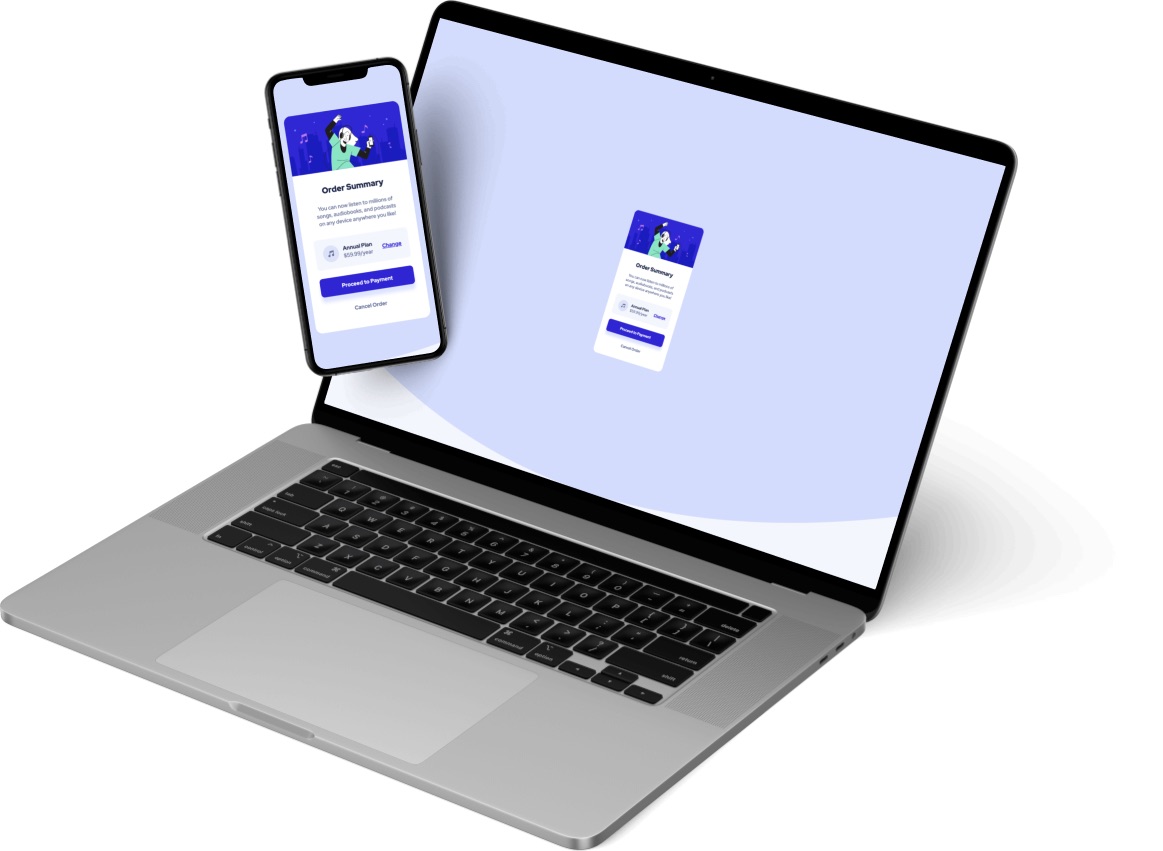 Order Summary
You can now listen to millions of
songs, audiobooks, and podcasts
on any device anywhere you like!
Annual Plan
$59.99/year
Change
Proceed to Payment
Cancel Order
Order Summary
You can now listen to millions of
songs, audiobooks, and podcasts
on any device anywhere you like!
Annual Plan
$59.99/year
Change
Proceed to Payment
Cancel Order
Q W E R T Y U I O P
delete
A S D F G H J K L
return
caps lock
shift
Z X C V B N M
shift
control
option
command
command
option